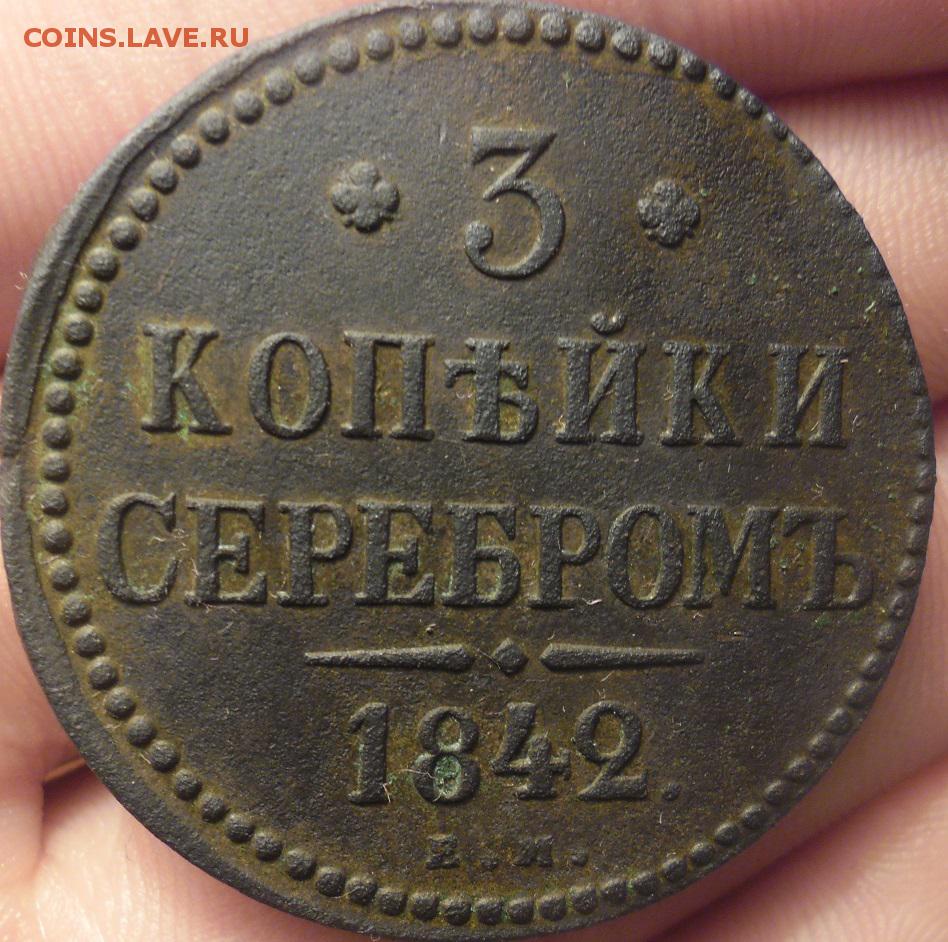 COINS.LAVE.RU
3
КОПѢЙКИ
СЕРЕБРОМЪ
1842.
Е.М.